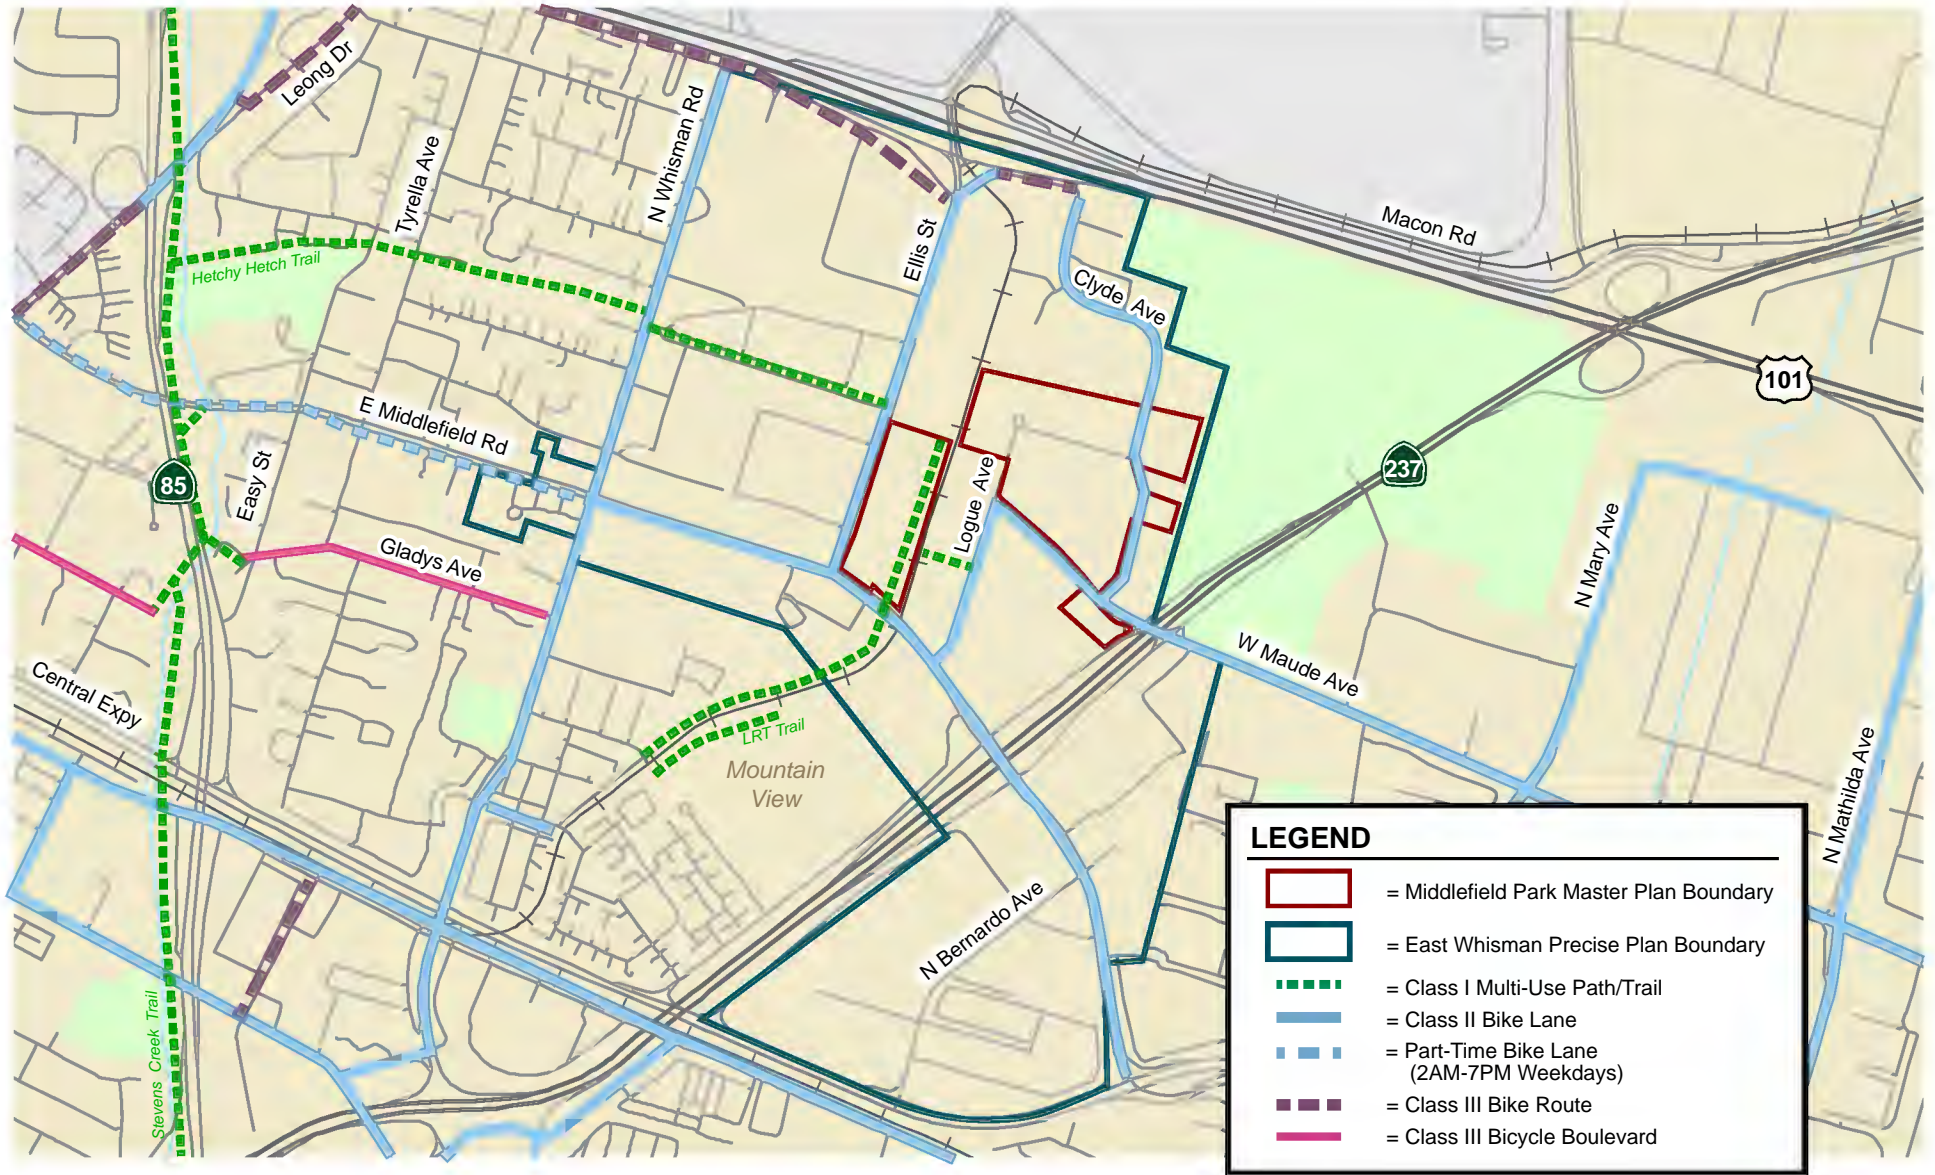 Leong Dr
Tyrella Ave
N Whisman Rd
Hetchy Hetch Trail
Ellis St
Macon Rd
Clyde Ave
101
E Middlefield Rd
85
Easy St
237
Logue Ave
Gladys Ave
N Mary Ave
W Maude Ave
Central Expy
LRT Trail
Mountain
View
N Mathilda Ave
N Bernardo Ave
Stevens Creek Trail
LEGEND
= Middlefield Park Master Plan Boundary
= East Whisman Precise Plan Boundary
= Class I Multi-Use Path/Trail
= Class II Bike Lane
= Part-Time Bike Lane
(2AM-7PM Weekdays)
= Class III Bike Route
= Class III Bicycle Boulevard